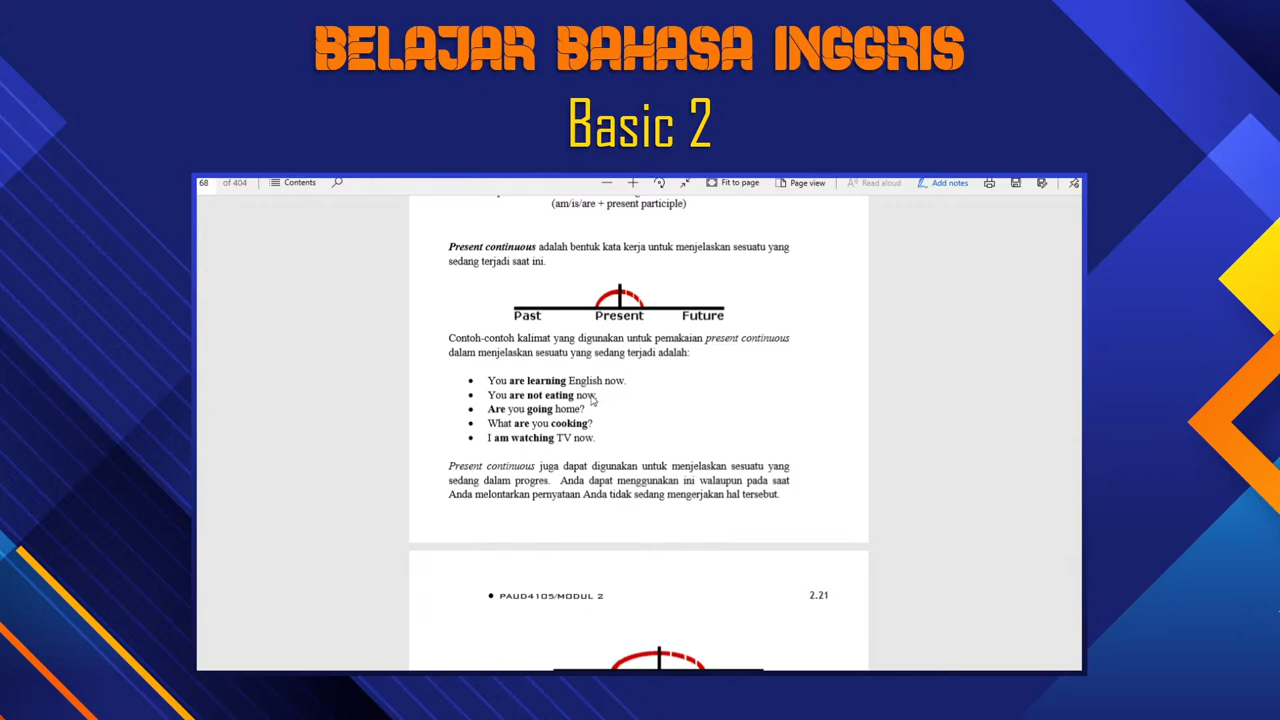 BELAJAR BAHASA INGGRIS
Basic 2
68 of 404 Contents Fit to page Page view Read aloud Add notes
(am/is/are + present participle)
Present continuous adalah bentuk kata kerja untuk menjelaskan sesuatu yang
sedang terjadi saat ini.
Past Present Future
Contoh-contoh kalimat yang digunakan untuk pemakaian present continuous
dalam menjelaskan sesuatu yang sedang terjadi adalah:
• You are learning English now.
• You are not eating now.
• Are you going home?
• What are you cooking?
• I am watching TV now.
Present continuous juga dapat digunakan untuk menjelaskan sesuatu yang
sedang dalam progres. Anda dapat menggunakan ini walaupun pada saat
Anda melontarkan pernyataan Anda tidak sedang mengerjakan hal tersebut.
• PAUD4105/MODUL 2 2.21